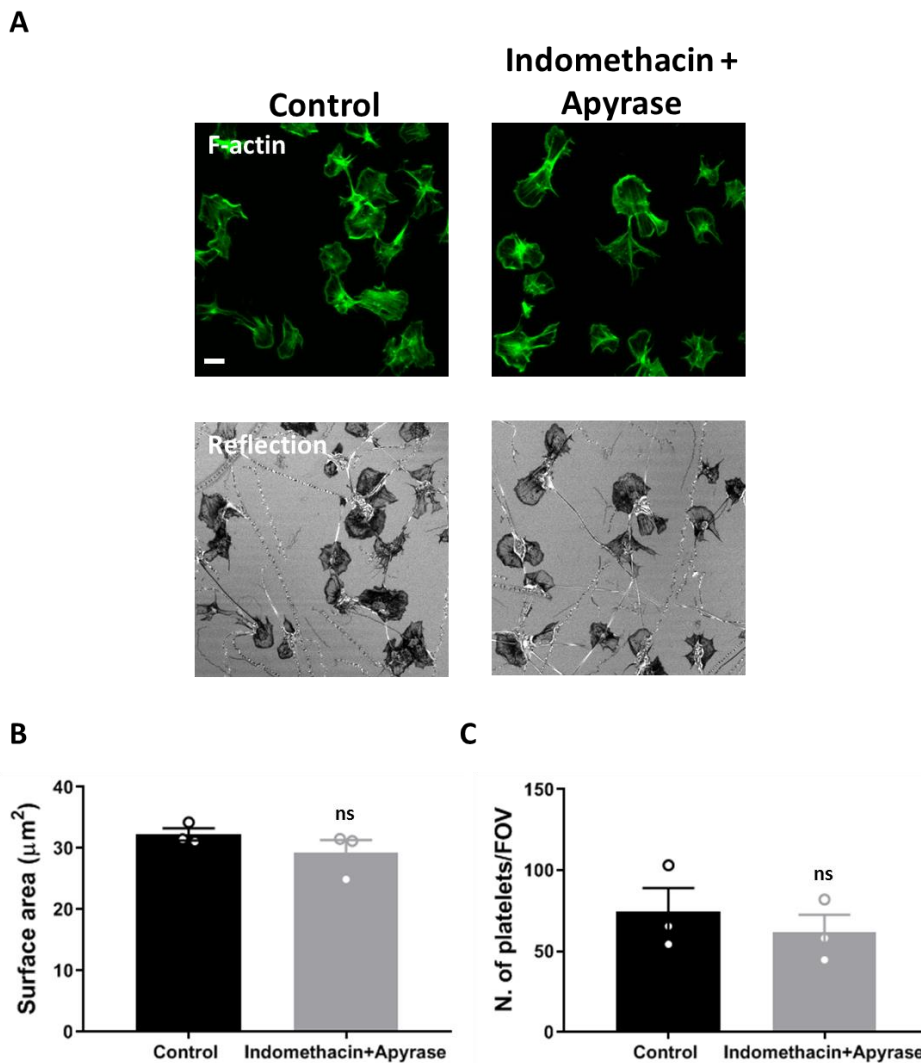 A
Control
Indomethacin +
Apyrase
F-actin
Reflection
B
Surface area (μm²)
40
30
20
10
0
ns
Control
Indomethacin+Apyrase
C
N. of platelets/FOV
150
100
50
0
ns
Control
Indomethacin+Apyrase